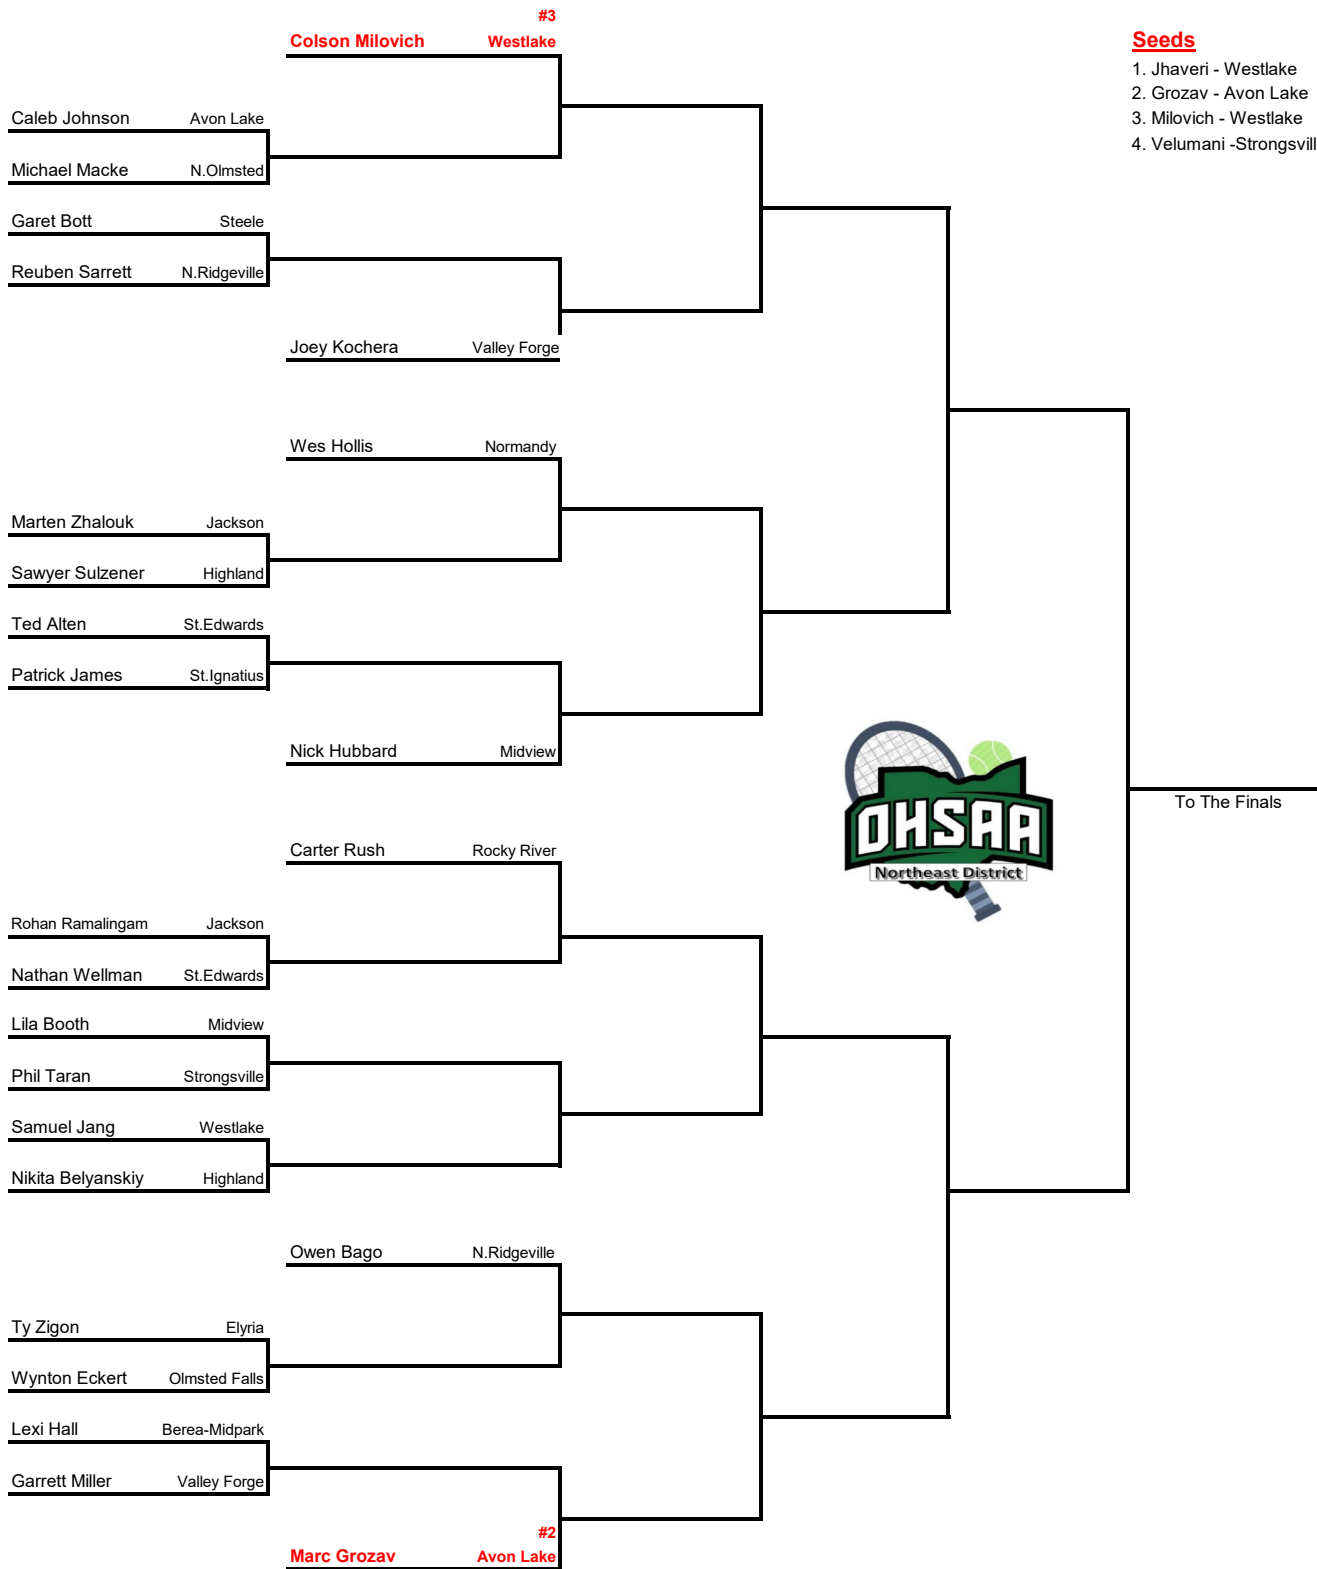 #3
Colson Milovich Westlake
Seeds
1. Jhaveri - Westlake
2. Grozav - Avon Lake
3. Milovich - Westlake
4. Velumani -Strongsvill
Caleb Johnson Avon Lake
Michael Macke N.Olmsted
Garet Bott Steele
Reuben Sarrett N.Ridgeville
Joey Kochera Valley Forge
Wes Hollis Normandy
Marten Zhalouk Jackson
Sawyer Sulzener Highland
Ted Alten St.Edwards
Patrick James St.Ignatius
Nick Hubbard Midview
OHSAA
Northeast District
To The Finals
Carter Rush Rocky River
Rohan Ramalingam Jackson
Nathan Wellman St.Edwards
Lila Booth Midview
Phil Taran Strongsville
Samuel Jang Westlake
Nikita Belyanskiy Highland
Owen Bago N.Ridgeville
Ty Zigon Elyria
Wynton Eckert Olmsted Falls
Lexi Hall Berea-Midpark
Garrett Miller Valley Forge
#2
Marc Grozav Avon Lake